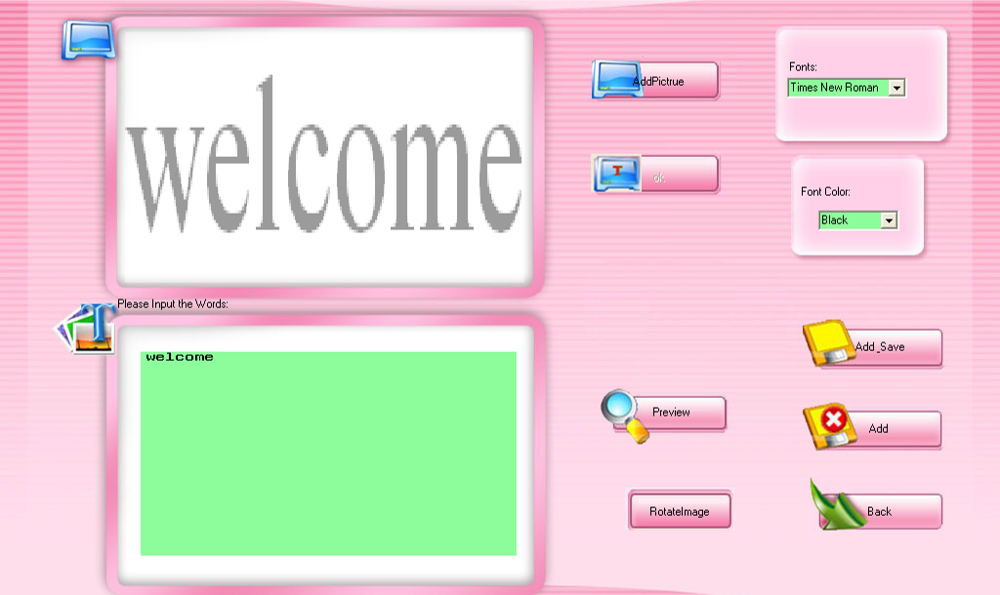 welcome
AddPictrue
ok
Fonts:
Times New Roman
Font Color:
Black
Please Input the Words:
welcome
Add_Save
Preview
Add
RotateImage
Back